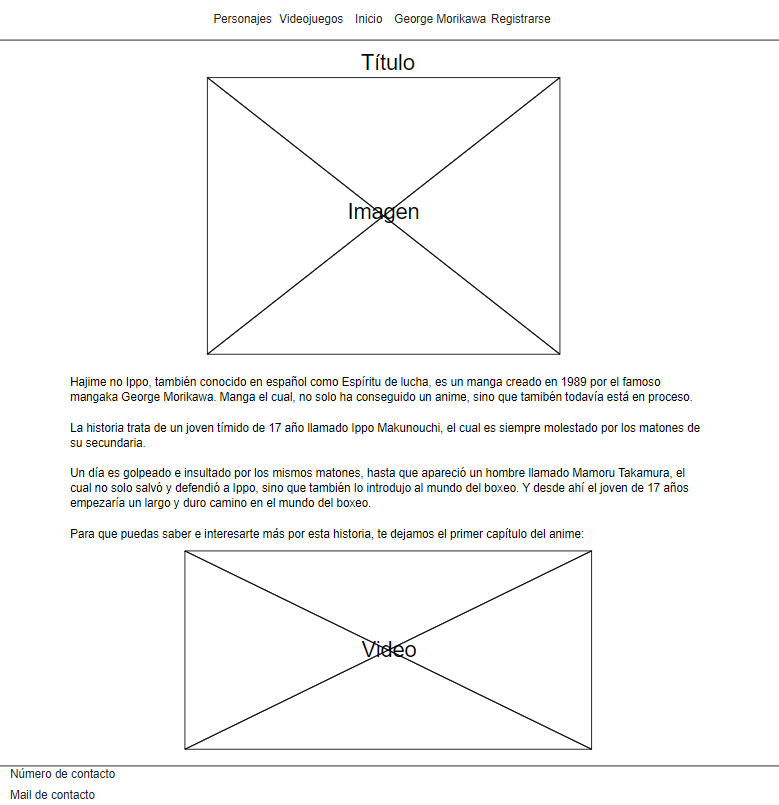 Personajes Videojuegos Inicio George Morikawa Registrarse
Título
Imagen
Hajime no Ippo, también conocido en español como Espíritu de lucha, es un manga creado en 1989 por el famoso
mangaka George Morikawa. Manga el cual, no solo ha conseguido un anime, sino que tamibén todavía está en proceso.
La historia trata de un joven tímido de 17 año llamado Ippo Makunouchi, el cual es siempre molestado por los matones de
su secundaria.
Un día es golpeado e insultado por los mismos matones, hasta que apareció un hombre llamado Mamoru Takamura, el
cual no solo salvó y defendió a Ippo, sino que también lo introdujo al mundo del boxeo. Y desde ahí el joven de 17 años
empezaría un largo y duro camino en el mundo del boxeo.
Para que puedas saber e interesarte más por esta historia, te dejamos el primer capítulo del anime:
Video
Número de contacto
Mail de contacto